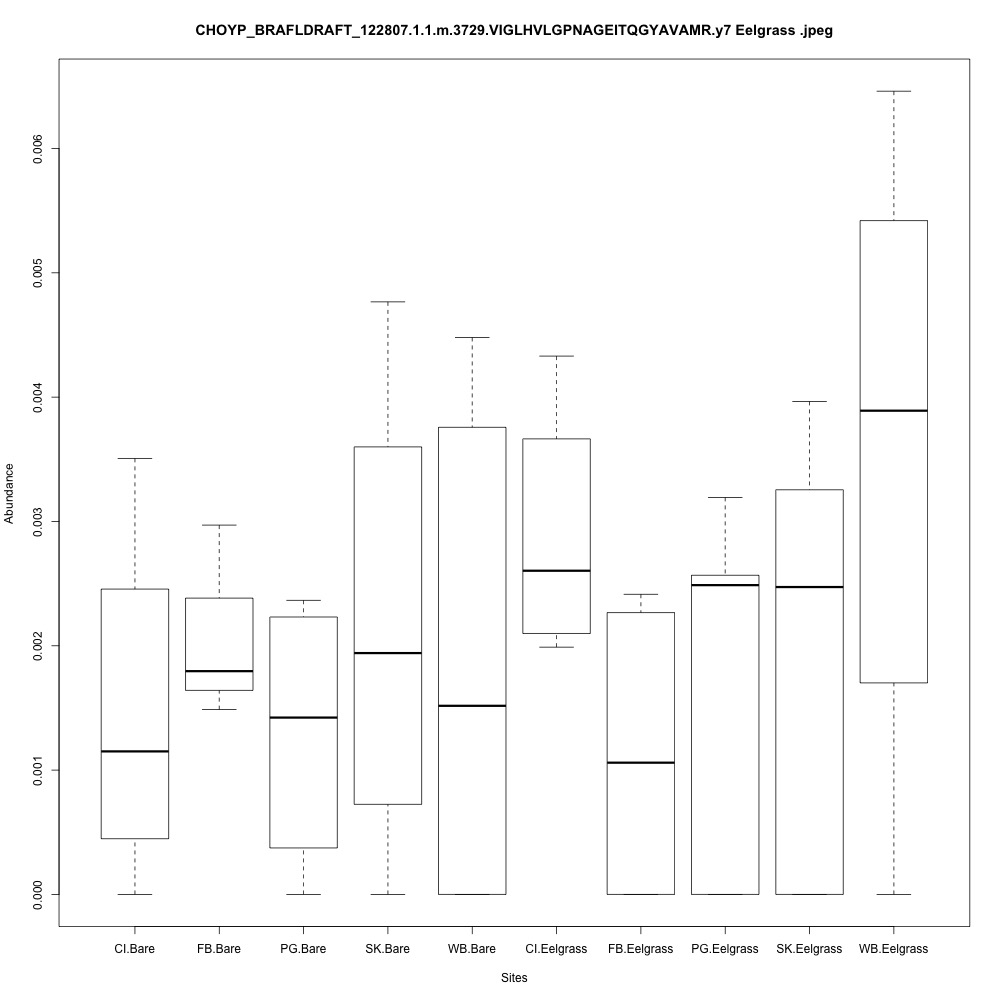 CHOYP_BRAFLDRAFT_122807.1.1.m.3729.VIGLHVLGPNAGEITQGYAVAMR.y7 Eelgrass .jpeg
0.006
0.005
0.004
0.003
0.002
0.001
0.000
Abundance
CI.Bare FB.Bare PG.Bare SK.Bare WB.Bare CI.Eelgrass FB.Eelgrass PG.Eelgrass SK.Eelgrass WB.Eelgrass
Sites